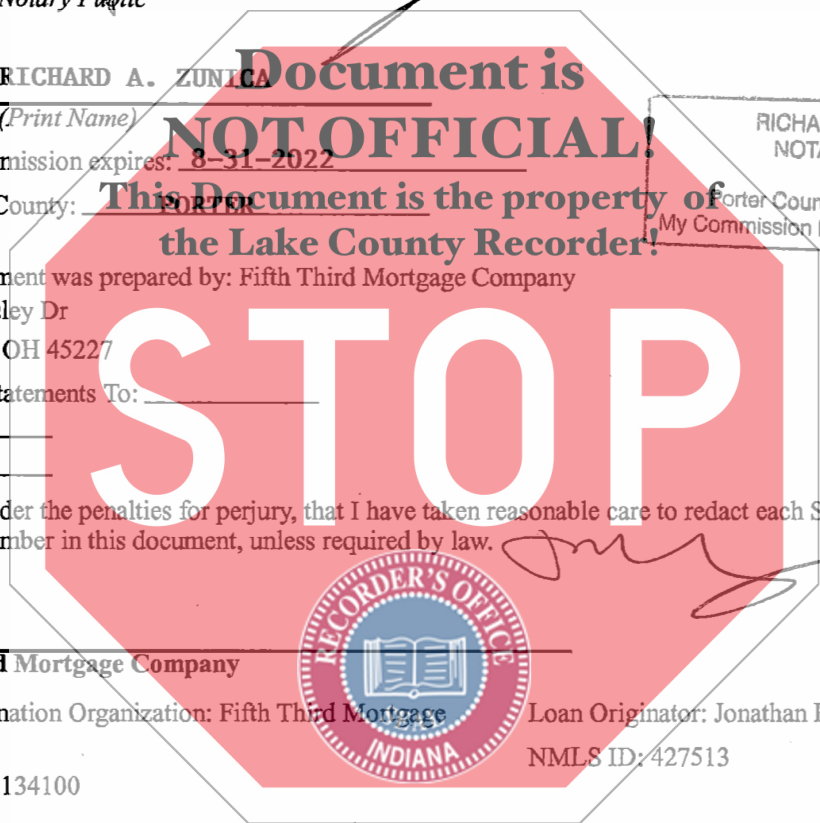 Notary Public
RICHARD A. ZUNICA
(Print Name)
mission expires: 8-31-2022
County: PORTER
Document is
NOT OFFICIAL!
This Document is the property of
the Lake County Recorder!
RICHA
NOTA
Porter Coun
My Commission
ment was prepared by: Fifth Third Mortgage Company
ley Dr
OH 45227
tatements To:
STOP
der the penalties for perjury, that I have taken reasonable care to redact each S
mber in this document, unless required by law.
RECORDER'S OFFICE
INDIANA
d Mortgage Company
nation Organization: Fifth Third Mortgage
Loan Originator: Jonathan
NMLS ID: 427513
134100